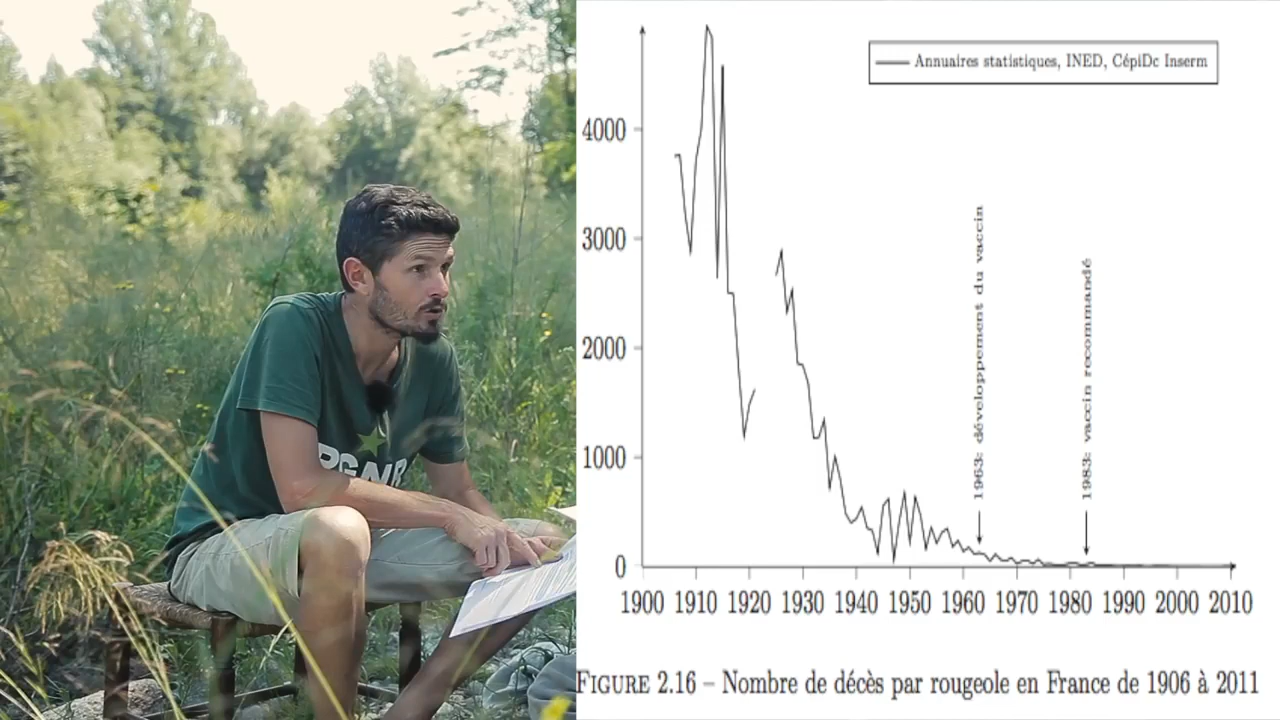 Annuaires statistiques, INED, CépiDc Inserm
4000
3000
2000
1000
0
1963: développement du vaccin
1983: vaccin recommandé
1900 1910 1920 1930 1940 1950 1960 1970 1980 1990 2000 2010
FIGURE 2.16 – Nombre de décès par rougeole en France de 1906 à 2011